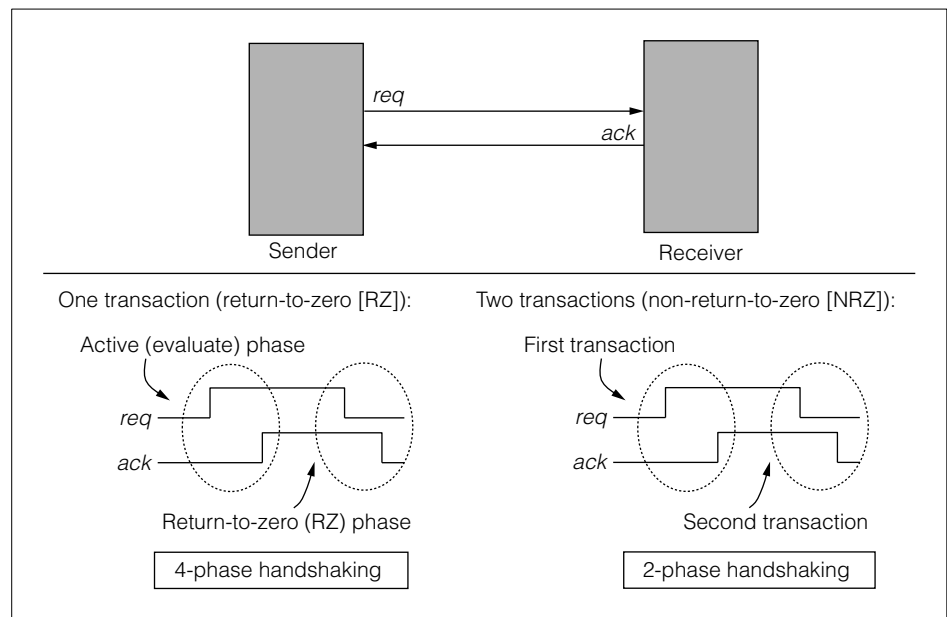 req
ack
Sender
Receiver
One transaction (return-to-zero [RZ]):
Active (evaluate) phase
req
ack
Return-to-zero (RZ) phase
4-phase handshaking
Two transactions (non-return-to-zero [NRZ]):
First transaction
req
ack
Second transaction
2-phase handshaking